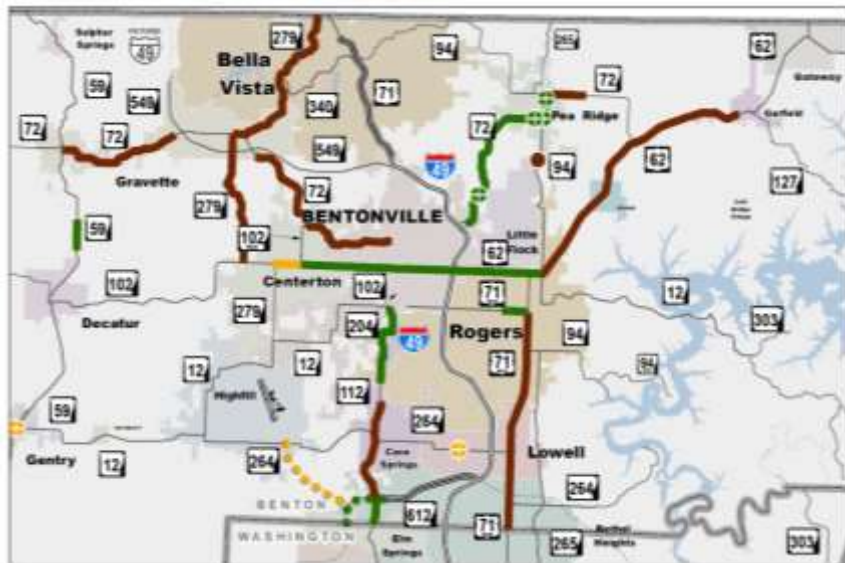 Sulphur
Springs
FUTURE
49
279
94
265
62
Gateway
Bella
Vista
59
549
340
71
72
Garfield
72
72
72
Pea Ridge
549
49
94
62
Gravette
127
279
72
BENTONVILLE
59
102
62
Little
Flock
Centerton
102
102
71
12
303
Decatur
279
204
49
Rogers
94
12
12
71
94
Highfill
112
59
264
Gentry
12
264
Cave
Springs
Lowell
264
BENTON
WASHINGTON
612
71
Elm
Springs
265
Bethel
Heights
303